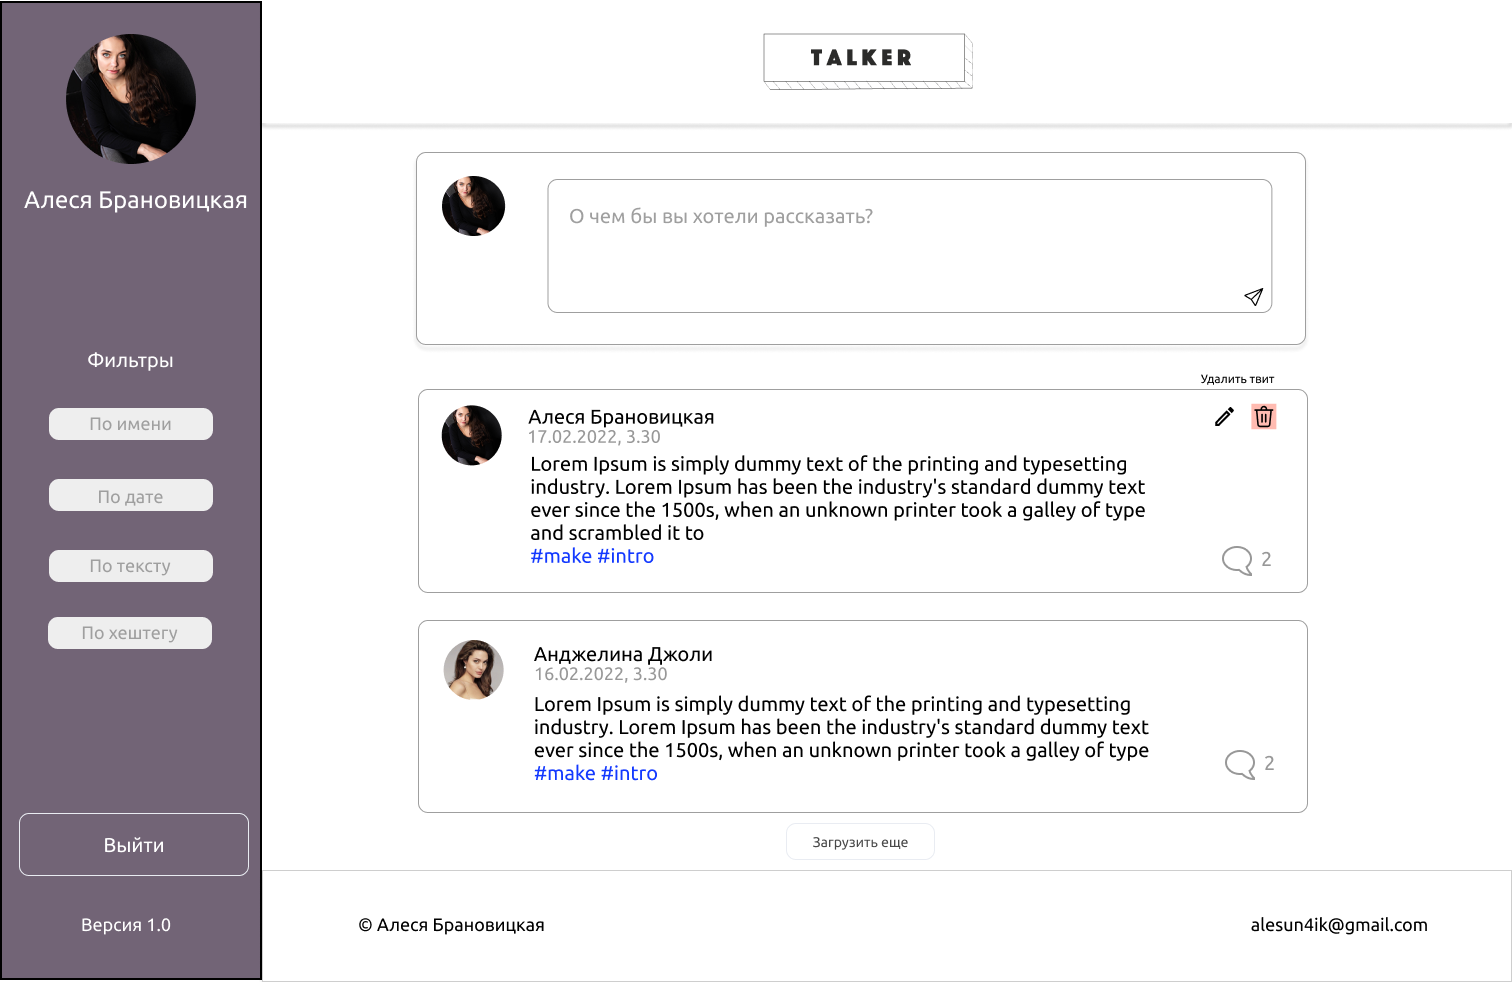 Алеся Брановицкая
Фильтры
По имени
По дате
По тексту
По хештегу
Выйти
Версия 1.0
TALKER
О чем бы вы хотели рассказать?
Удалить твит
Алеся Брановицкая
17.02.2022, 3.30
Lorem Ipsum is simply dummy text of the printing and typesetting
industry. Lorem Ipsum has been the industry's standard dummy text
ever since the 1500s, when an unknown printer took a galley of type
and scrambled it to
#make #intro
2
Анджелина Джоли
16.02.2022, 3.30
Lorem Ipsum is simply dummy text of the printing and typesetting
industry. Lorem Ipsum has been the industry's standard dummy text
ever since the 1500s, when an unknown printer took a galley of type
#make #intro
2
Загрузить еще
© Алеся Брановицкая
alesun4ik@gmail.com